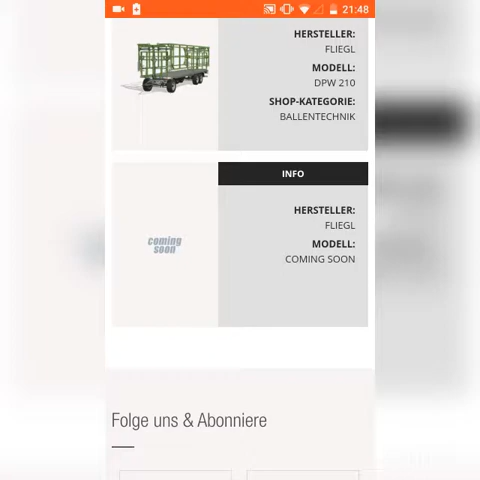 21:48
HERSTELLER:
FLIEGL
MODELL:
DPW 210
SHOP-KATEGORIE:
BALLENTECHNIK
INFO
HERSTELLER:
FLIEGL
coming
soon
MODELL:
COMING SOON
Folge uns & Abonniere